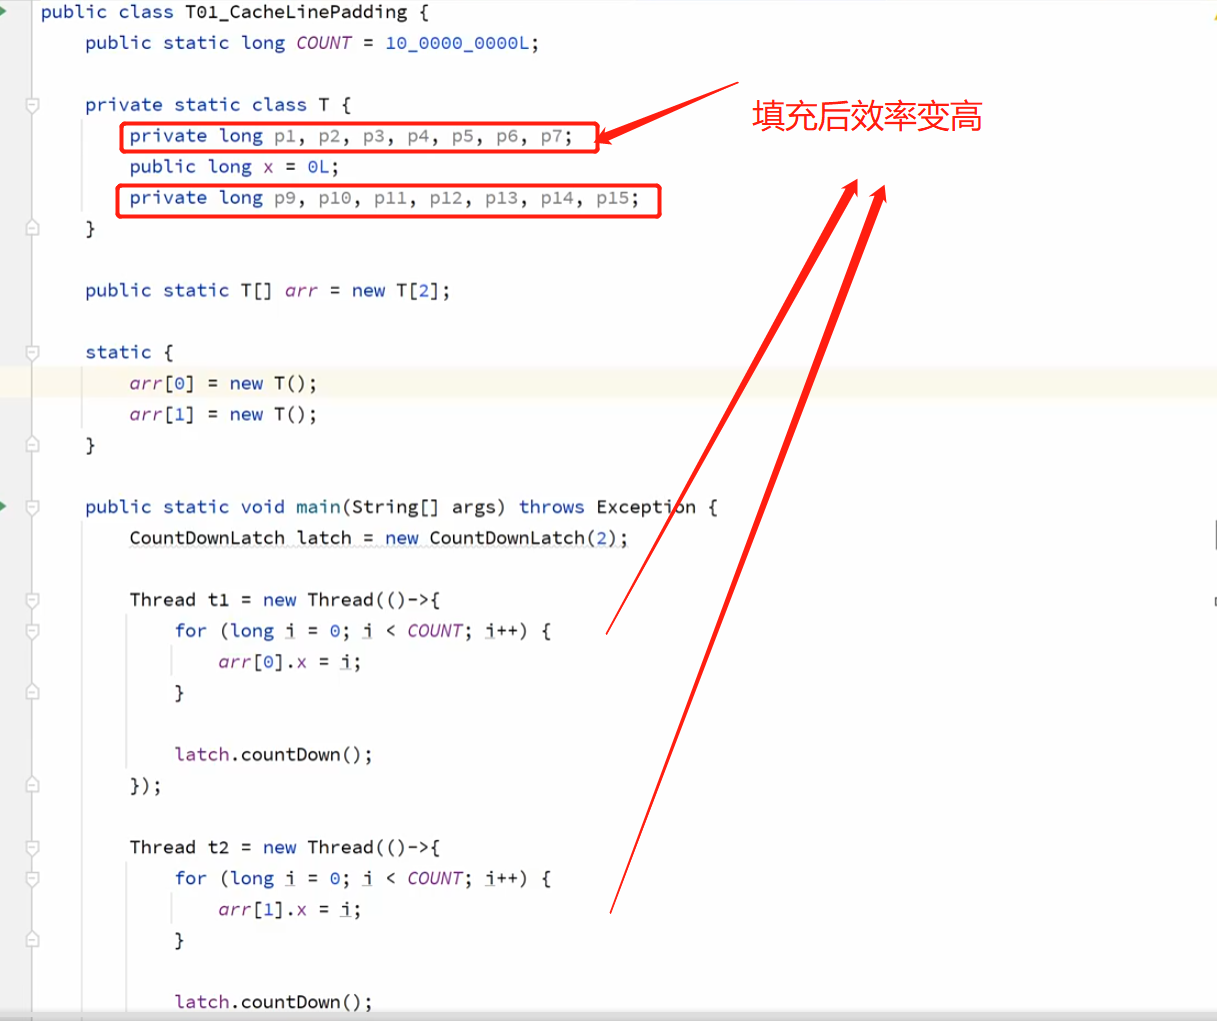 public class T01_CacheLinePadding {
public static long COUNT = 10_0000_0000L;
private static class T {
private long p1, p2, p3, p4, p5, p6, p7;
填充后效率变高
public long x = 0L;
private long p9, p10, p11, p12, p13, p14, p15;
}
public static T[] arr = new T[2];
static {
arr[0] = new T();
arr[1] = new T();
}
public static void main(String[] args) throws Exception {
CountDownLatch latch = new CountDownLatch(2);
Thread t1 = new Thread(()->{
for (long i = 0; i < COUNT; i++) {
arr[0].x = i;
}
latch.countDown();
});
Thread t2 = new Thread(()->{
for (long i = 0; i < COUNT; i++) {
arr[1].x = i;
}
latch.countDown();